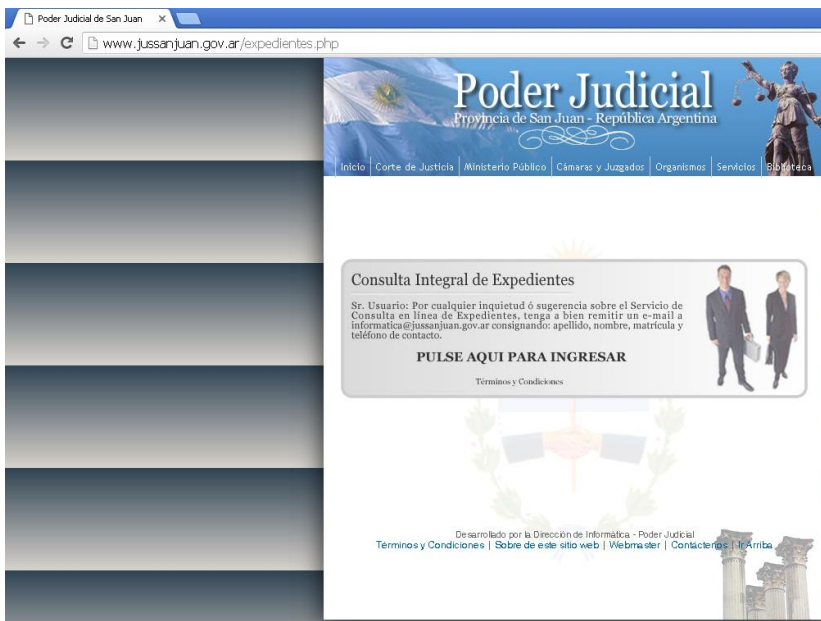 Poder Judicial de San Juan
www.jussanjuan.gov.ar/expedientes.php
Poder Judicial
Provincia de San Juan - República Argentina
Inicio Corte de Justicia Ministerio Público Cámaras y Juzgados Organismos Servicios Biblioteca
Consulta Integral de Expedientes
Sr. Usuario: Por cualquier inquietud ó sugerencia sobre el Servicio de
Consulta en línea de Expedientes, tenga a bien remitir un e-mail a
informatica@jussanjuan.gov.ar consignando: apellido, nombre, matrícula y
teléfono de contacto.
PULSE AQUI PARA INGRESAR
Términos y Condiciones
Desarrollado por la Dirección de Informática - Poder Judicial
Términos y Condiciones | Sobre de este sitio web | Webmaster | Contáctenos | Ir Arriba